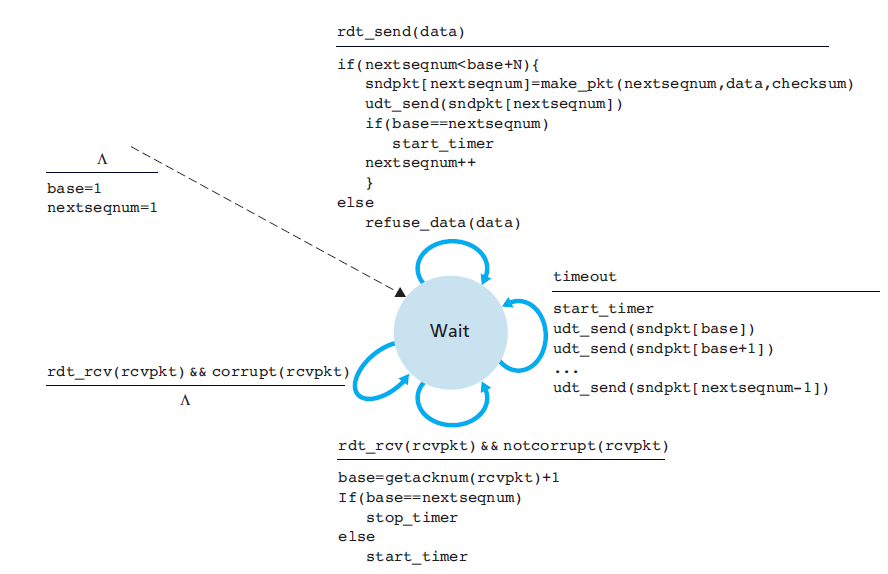 rdt_send(data)
if(nextseqnum<base+N){
sndpkt[nextseqnum]=make_pkt(nextseqnum,data,checksum)
udt_send(sndpkt[nextseqnum])
if(base==nextseqnum)
start_timer
nextseqnum++
}
else
refuse_data(data)
Λ
base=1
nextseqnum=1
Wait
timeout
start_timer
udt_send(sndpkt[base])
udt_send(sndpkt[base+1])
...
udt_send(sndpkt[nextseqnum-1])
rdt_rcv(rcvpkt) && corrupt(rcvpkt)
Λ
rdt_rcv(rcvpkt) && notcorrupt(rcvpkt)
base=getacknum(rcvpkt)+1
If(base==nextseqnum)
stop_timer
else
start_timer